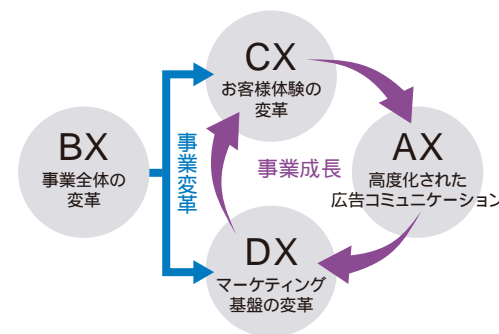 CX
お客様体験の
変革
BX
事業全体の
変革
事業変革
事業成長
AX
高度化された
広告コミュニケーション
DX
マーケティング
基盤の変革